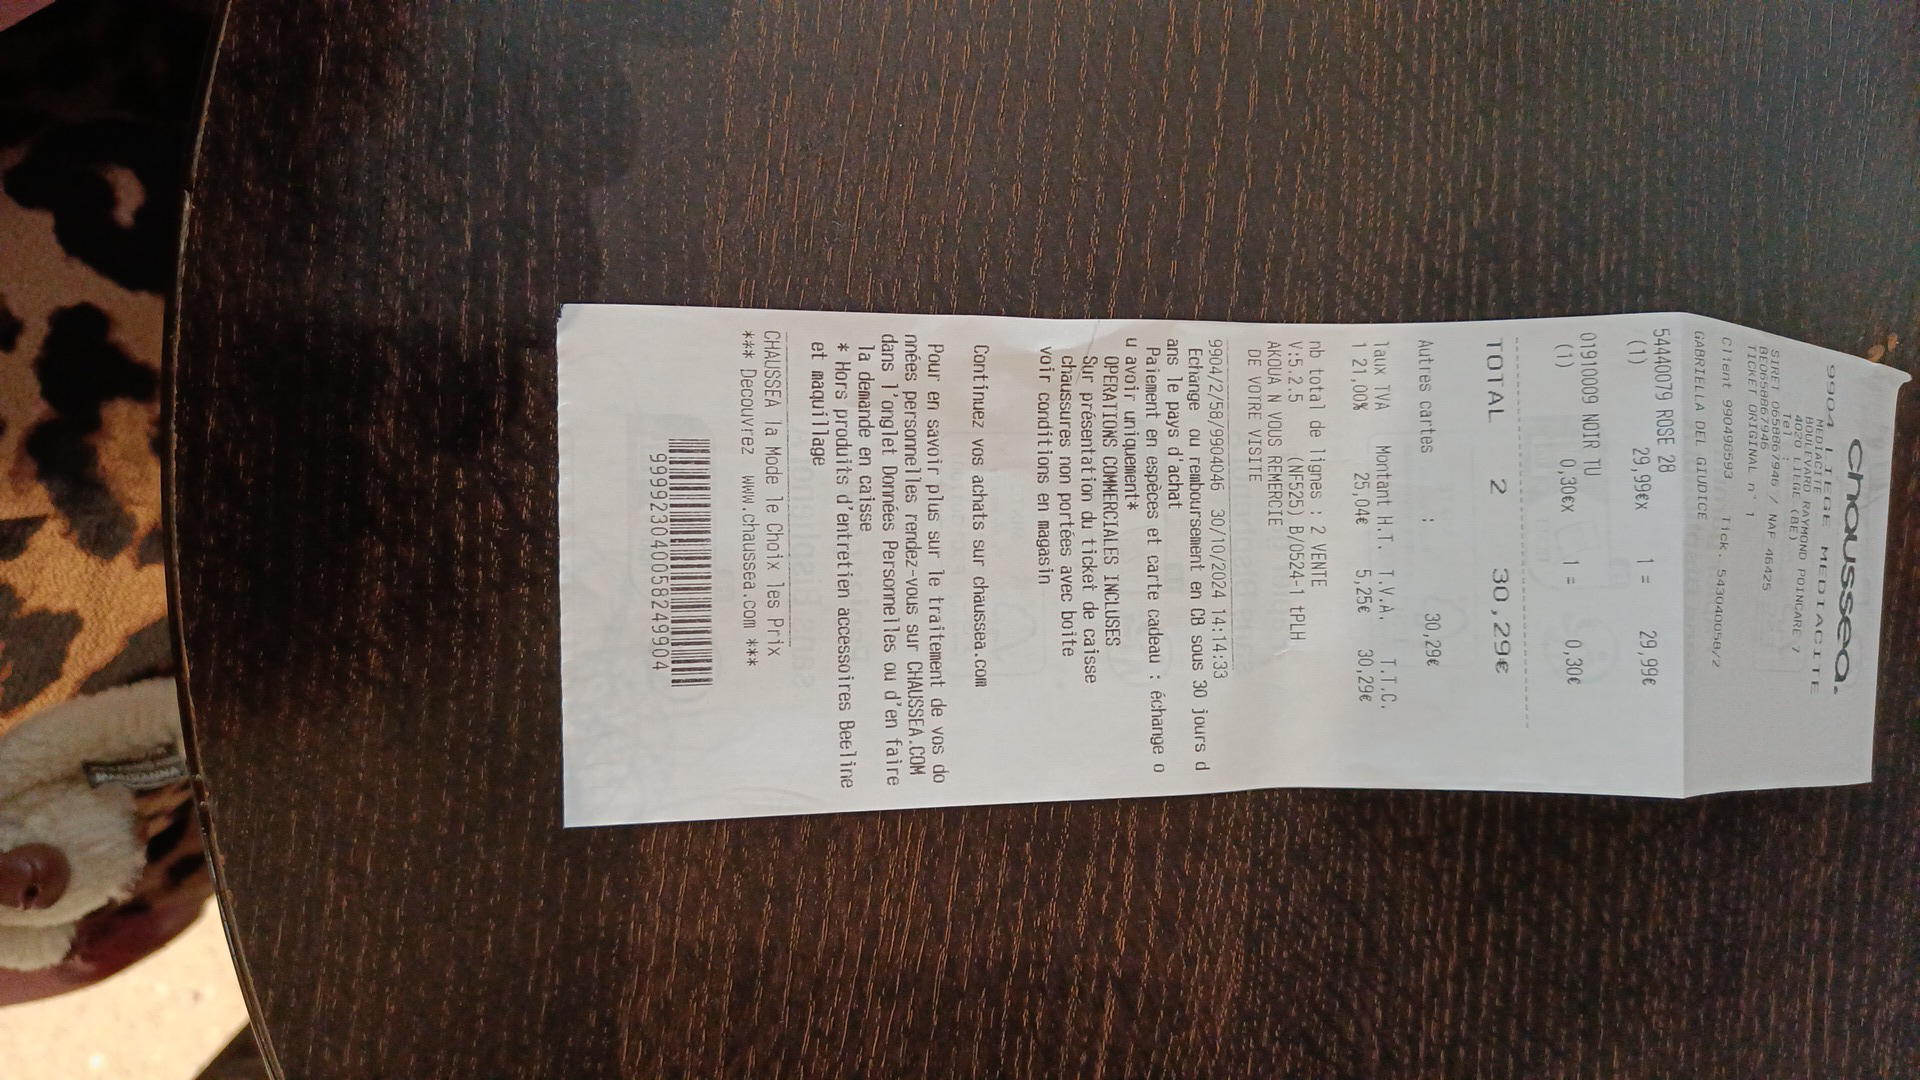 chaussea.
9904 LIEGE MEDIACITE
MEDIACITE
BOULEVARD RAYMOND POINCARE 7
4020 LIEGE (BE)
Tel :
SIRET 0658867946 / NAF 46425
BE0658867946
TICKET ORIGINAL n° 1
Client 990490593 Tick.
GABRIELA DEL GIUDICE
54440079 ROSE 28
(1) 29,99€x 1 = 29,99€
01910009 NOIR TU
(1) 0,30€x 1 = 0,30€
TOTAL 2 30,29€
Autres cartes : 30,29€
Taux TVA Montant H.T. T.V.A. T.T.C.
1 21,00% 25,04€ 5,25€ 30,29€
nb total de lignes : 2 VENTE
V:5.2.5 (NF525) B/0524-1 tPLH
AKOUA N VOUS REMERCIE
DE VOTRE VISITE
9904/2/58/9904046 30/10/2024 14:14:33
Echange ou remboursement en CB sous 30 jours d
ans le pays d'achat
Paiement en espèces et carte cadeau : échange o
u avoir uniquement*
OPERATIONS COMMERCIALES INCLUSES
Sur présentation du ticket de caisse
chaussures non portées avec boite
voir conditions en magasin
Continuez vos achats sur chaussea.com
Pour en savoir plus sur le traitement de vos do
nnées personnelles rendez-vous sur CHAUSSEA.COM
dans l'onglet Données Personnelles ou d'en faire
la demande en caisse
* Hors produits d'entretien accessoires Beeline
et maquillage
CHAUSSEA la Mode le Choix les Prix
*** Decouvrez www.chaussea.com ***
999923040058249904